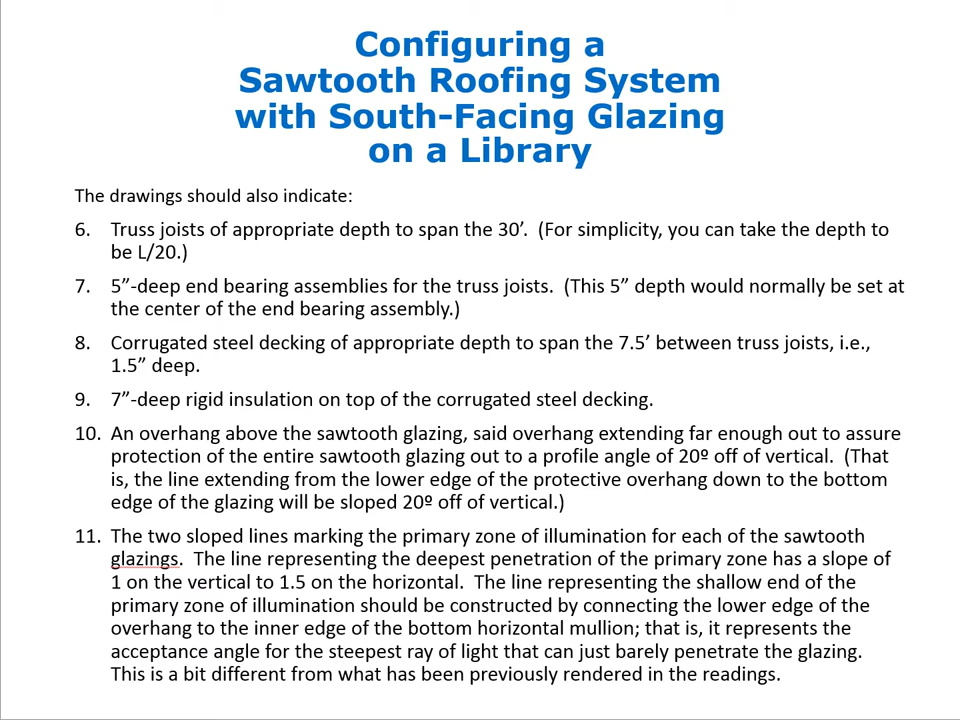 Configuring a
Sawtooth Roofing System
with South-Facing Glazing
on a Library
The drawings should also indicate:
6. Truss joists of appropriate depth to span the 30’. (For simplicity, you can take the depth to
be L/20.)
7. 5”-deep end bearing assemblies for the truss joists. (This 5” depth would normally be set at
the center of the end bearing assembly.)
8. Corrugated steel decking of appropriate depth to span the 7.5’ between truss joists, i.e.,
1.5” deep.
9. 7”-deep rigid insulation on top of the corrugated steel decking.
10. An overhang above the sawtooth glazing, said overhang extending far enough out to assure
protection of the entire sawtooth glazing out to a profile angle of 20º off of vertical. (That
is, the line extending from the lower edge of the protective overhang down to the bottom
edge of the glazing will be sloped 20º off of vertical.)
11. The two sloped lines marking the primary zone of illumination for each of the sawtooth
glazings. The line representing the deepest penetration of the primary zone has a slope of
1 on the vertical to 1.5 on the horizontal. The line representing the shallow end of the
primary zone of illumination should be constructed by connecting the lower edge of the
overhang to the inner edge of the bottom horizontal mullion; that is, it represents the
acceptance angle for the steepest ray of light that can just barely penetrate the glazing.
This is a bit different from what has been previously rendered in the readings.